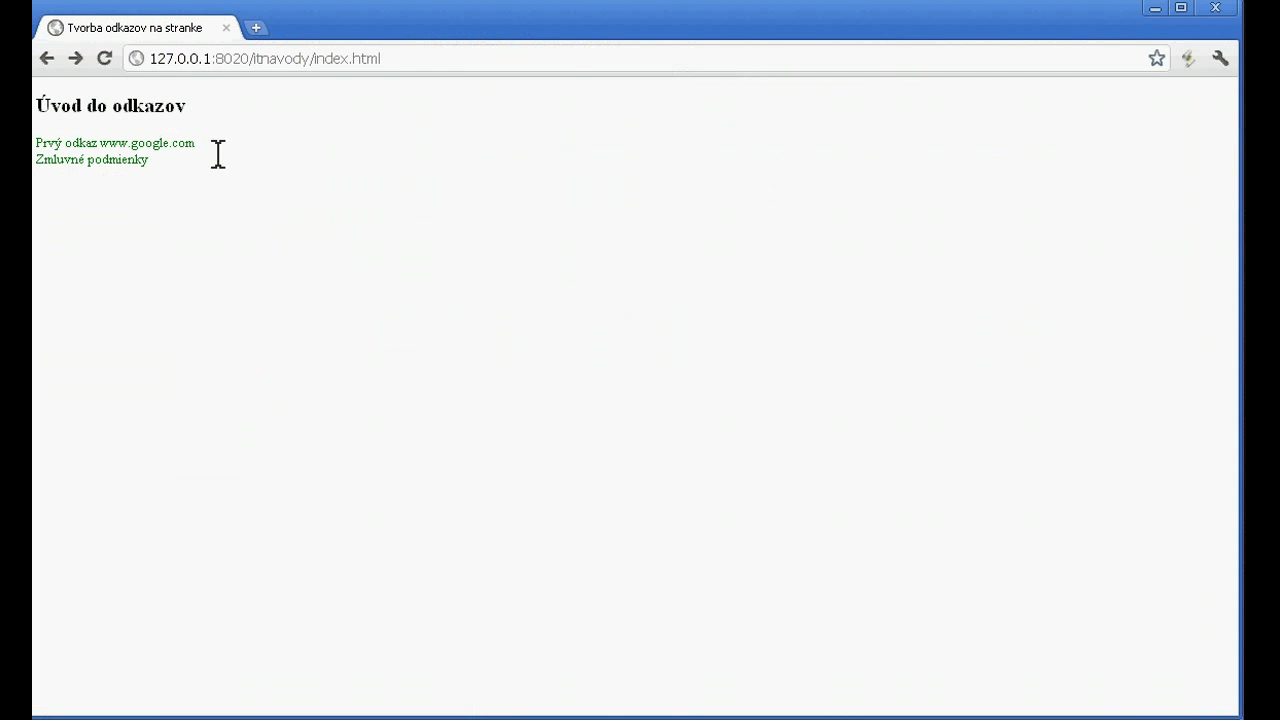 Tvorba odkazov na stranke
127.0.0.1:8020/itnavody/index.html
Úvod do odkazov
Prvý odkaz www.google.com
Zmluvné podmienky